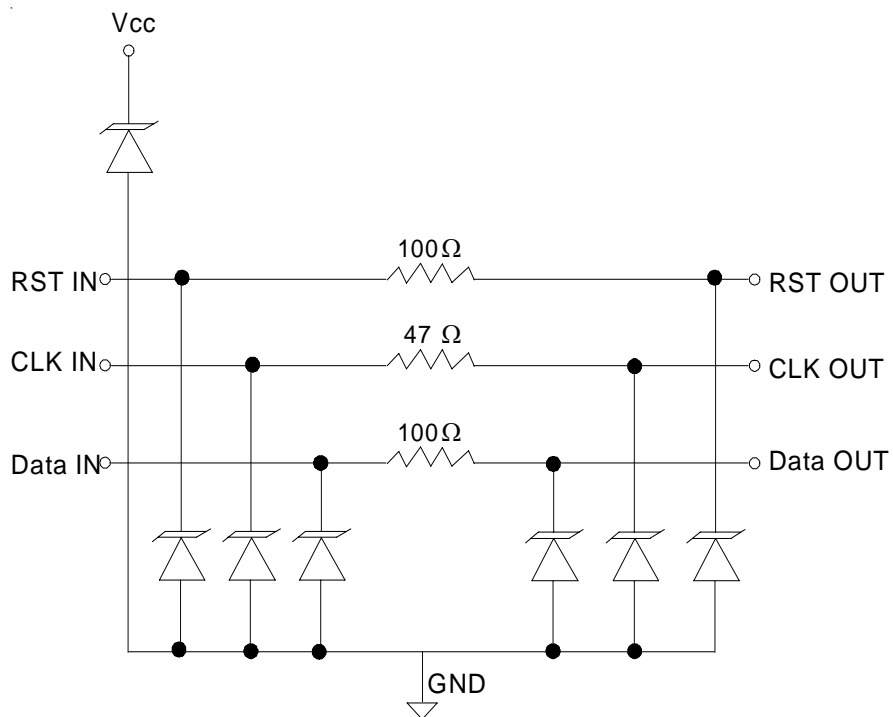 Vcc
100Ω
RST IN
RST OUT
47 Ω
CLK IN
CLK OUT
100Ω
Data IN
Data OUT
GND